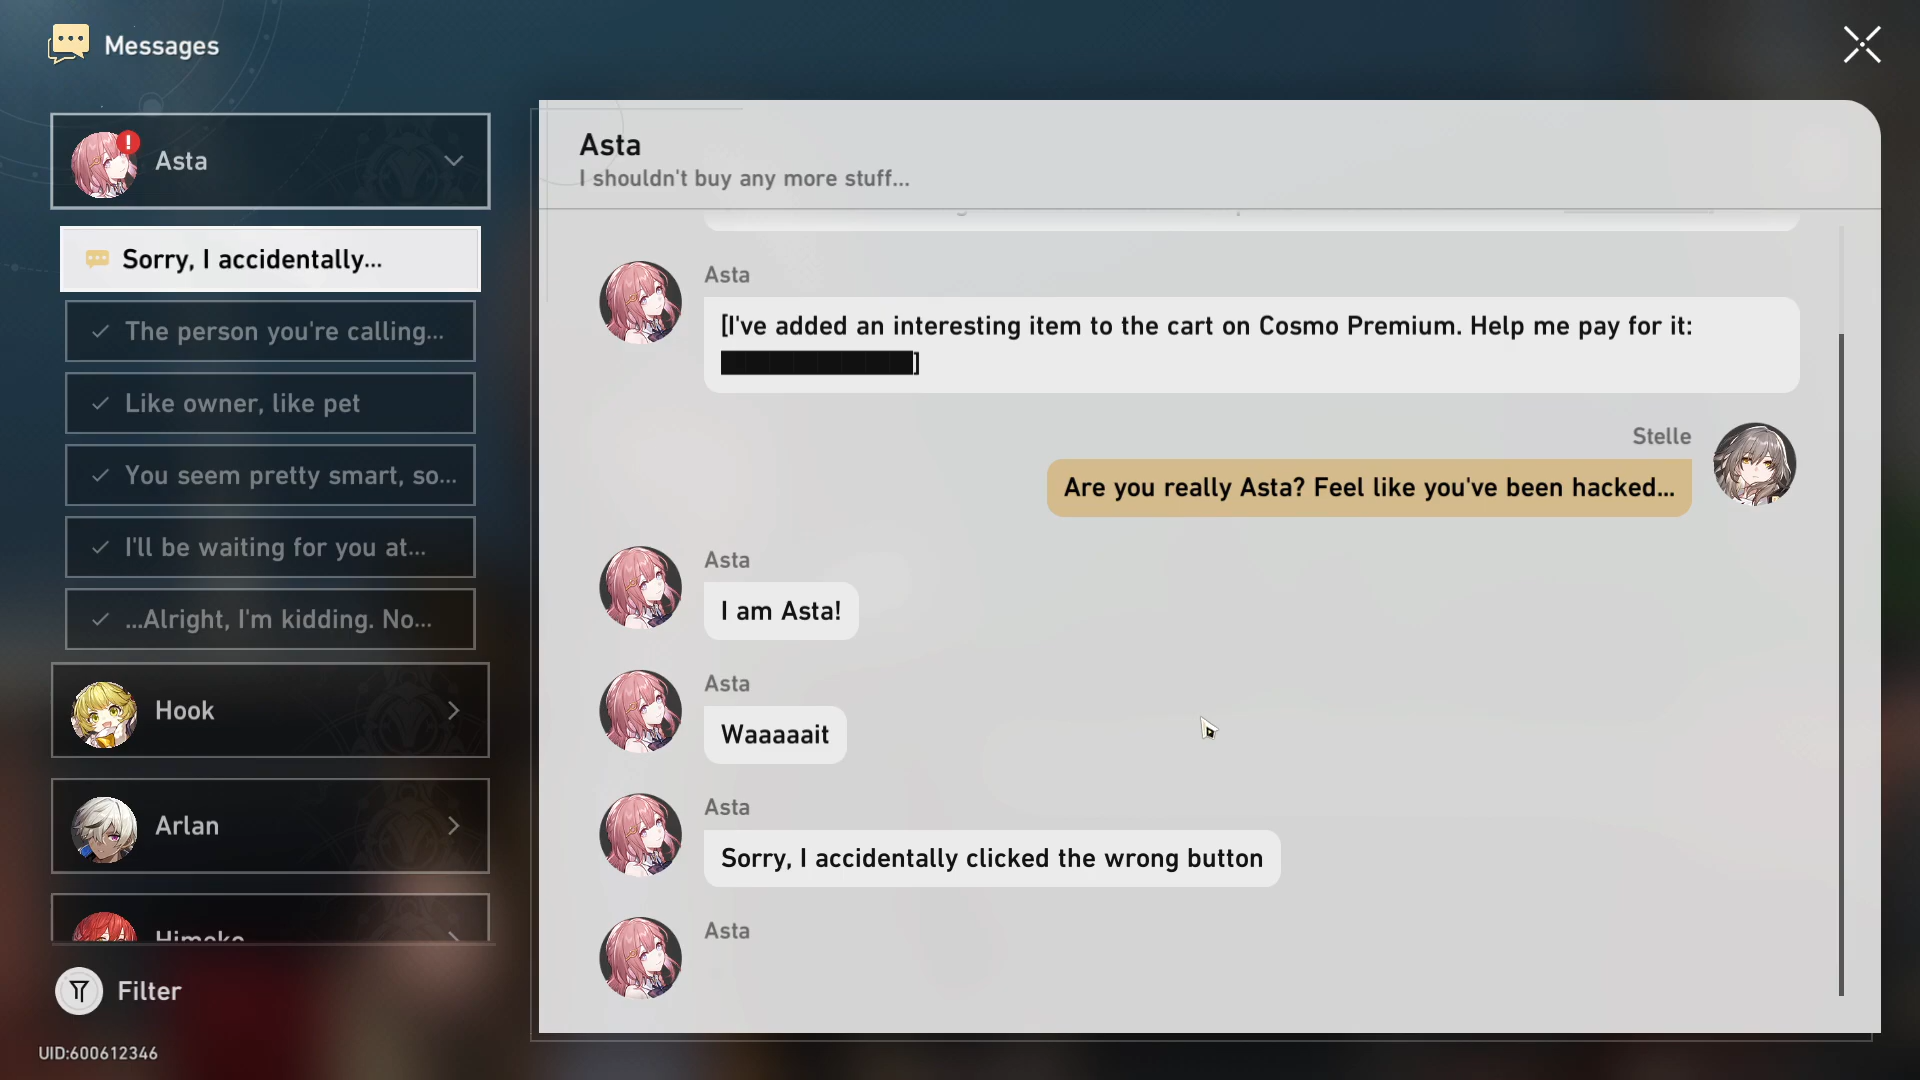 Messages
Asta
Sorry, I accidentally...
The person you're calling...
Like owner, like pet
You seem pretty smart, so...
I'll be waiting for you at...
...Alright, I'm kidding. No...
Hook
Arlan
Himeko
Filter
UID:600612346
Asta
I shouldn't buy any more stuff...
Asta
[I've added an interesting item to the cart on Cosmo Premium. Help me pay for it:
████████████]
Stelle
Are you really Asta? Feel like you've been hacked...
Asta
I am Asta!
Asta
Waaaaait
Asta
Sorry, I accidentally clicked the wrong button
Asta